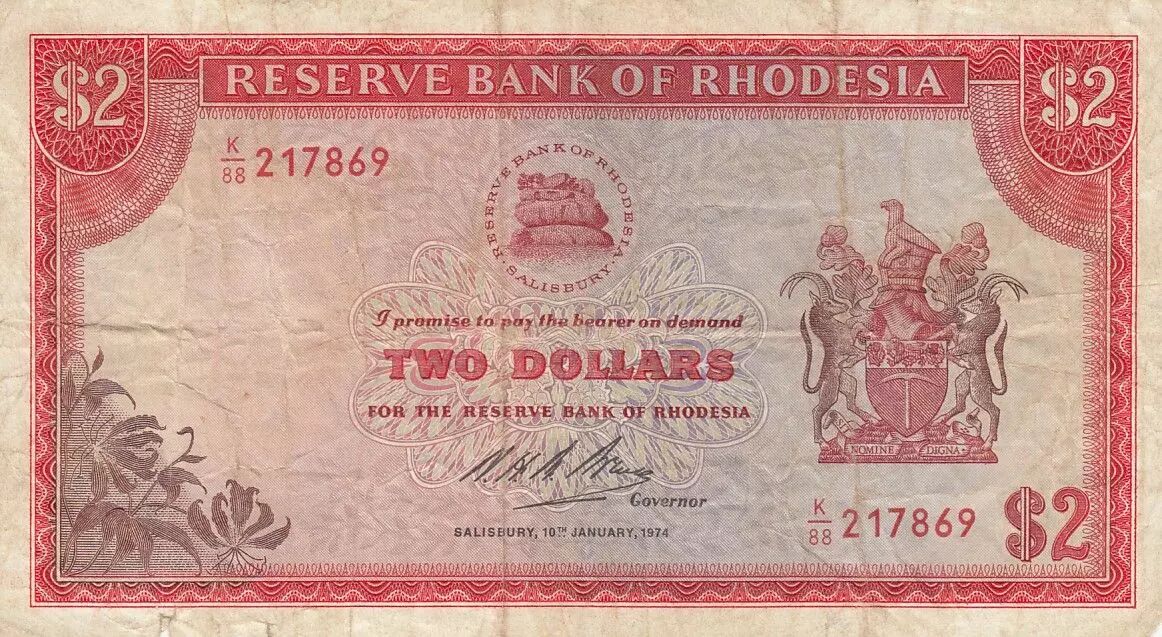 $2
RESERVE BANK OF RHODESIA
$2
K/88 217869
RESERVE BANK OF RHODESIA.
SALISBURY.
I promise to pay the bearer on demand
TWO DOLLARS
FOR THE RESERVE BANK OF RHODESIA
Governor
SALISBURY, 10TH JANUARY, 1974
NOMINE DIGNA
K/88 217869
$2